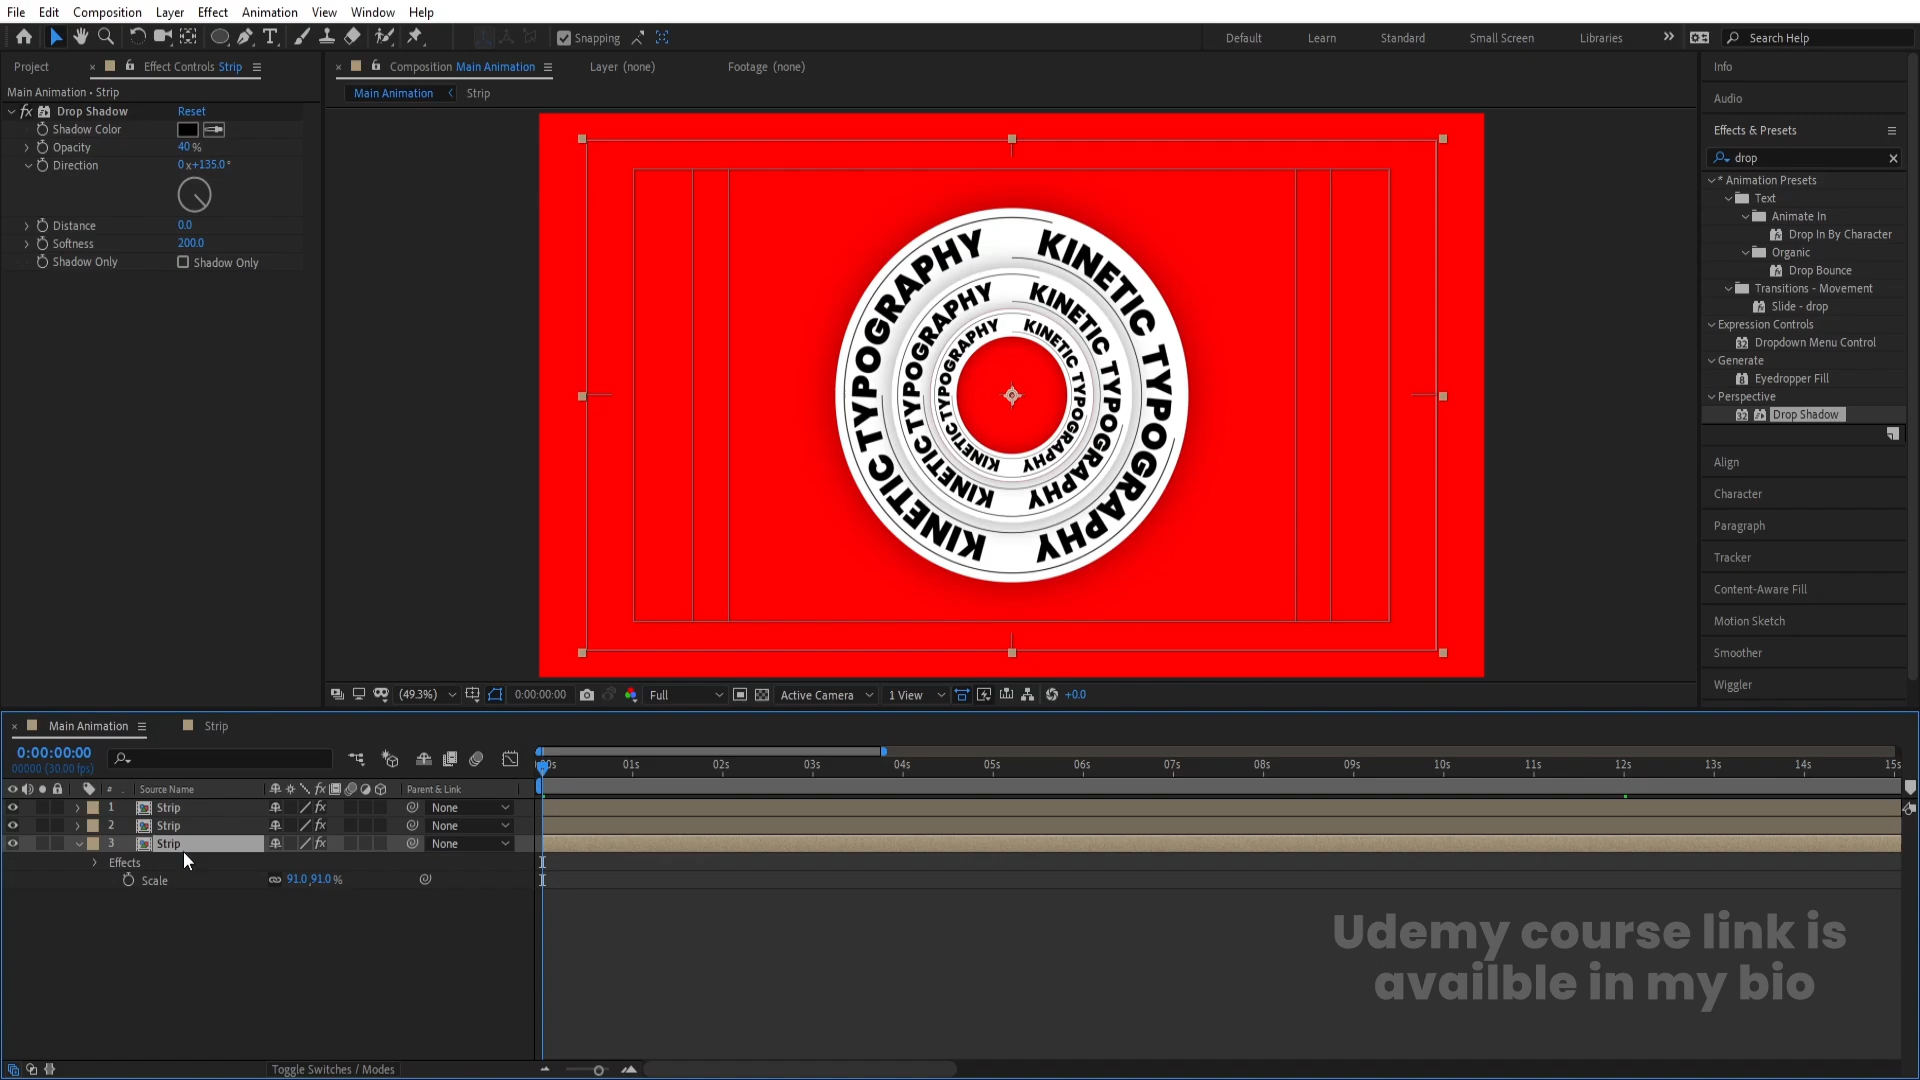 File Edit Composition Layer Effect Animation View Window Help
Snapping Default Learn Standard Small Screen Libraries Search Help
Project Effect Controls Strip
Main Animation • Strip
fx Drop Shadow Reset
Shadow Color
Opacity 40 %
Direction 0 x+135.0 °
Distance 0.0
Softness 200.0
Shadow Only Shadow Only
Composition Main Animation Layer (none) Footage (none)
Main Animation Strip
KINETIC TYPOGRAPHY KINETIC TYPOGRAPHY
KINETIC TYPOGRAPHY KINETIC TYPOGRAPHY
KINETIC TYPOGRAPHY KINETIC TYPOGRAPHY
(49.3%) 0:00:00:00 Full Active Camera 1 View +0.0
Info
Audio
Effects & Presets
drop
* Animation Presets
Text
Animate In
Drop In By Character
Organic
Drop Bounce
Transitions - Movement
Slide - drop
Expression Controls
Dropdown Menu Control
Generate
Eyedropper Fill
Perspective
Drop Shadow
Align
Character
Paragraph
Tracker
Content-Aware Fill
Motion Sketch
Smoother
Wiggler
Main Animation Strip
0:00:00:00
00000 (30.00 fps)
00s 01s 02s 03s 04s 05s 06s 07s 08s 09s 10s 11s 12s 13s 14s 15s
# Source Name fx Parent & Link
1 Strip fx None
2 Strip fx None
3 Strip fx None
Effects
Scale 91.0,91.0 %
Udemy course link is
availble in my bio
Toggle Switches / Modes